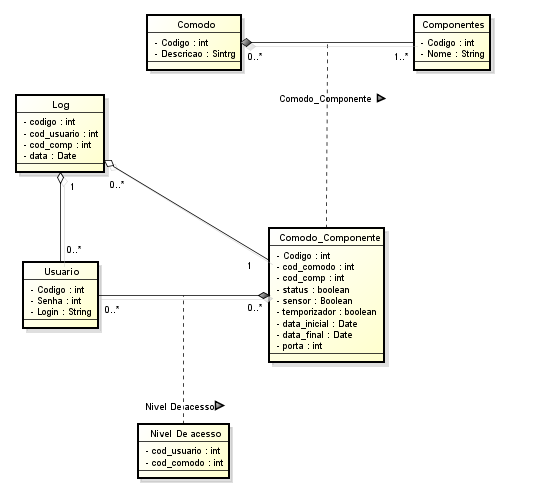 Comodo
- Codigo : int
- Descricao : Sintrg
0..*
1..*
Componentes
- Codigo : int
- Nome : String
Comodo_Componente
Log
- codigo : int
- cod_usuario : int
- cod_comp : int
- data : Date
0..*
1
1
0..*
Usuario
- Codigo : int
- Senha : int
- Login : String
0..*
0..*
Comodo_Componente
- Codigo : int
- cod_comodo : int
- cod_comp : int
- status : boolean
- sensor : Boolean
- temporizador : boolean
- data_inicial : Date
- data_final : Date
- porta : int
Nivel De acesso
Nivel De acesso
- cod_usuario : int
- cod_comodo : int